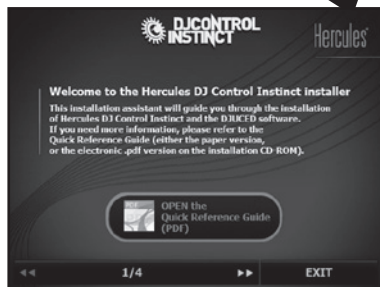 DJCONTROL
INSTINCT
Hercules
Welcome to the Hercules DJ Control Instinct installer
This installation assistant will guide you through the installation
of Hercules DJ Control Instinct and the DJUCED software.
If you need more information, please refer to the
Quick Reference Guide (either the paper version,
or the electronic .pdf version on the installation CD-ROM).
PDF
OPEN the
Quick Reference Guide
(PDF)
1/4
EXIT